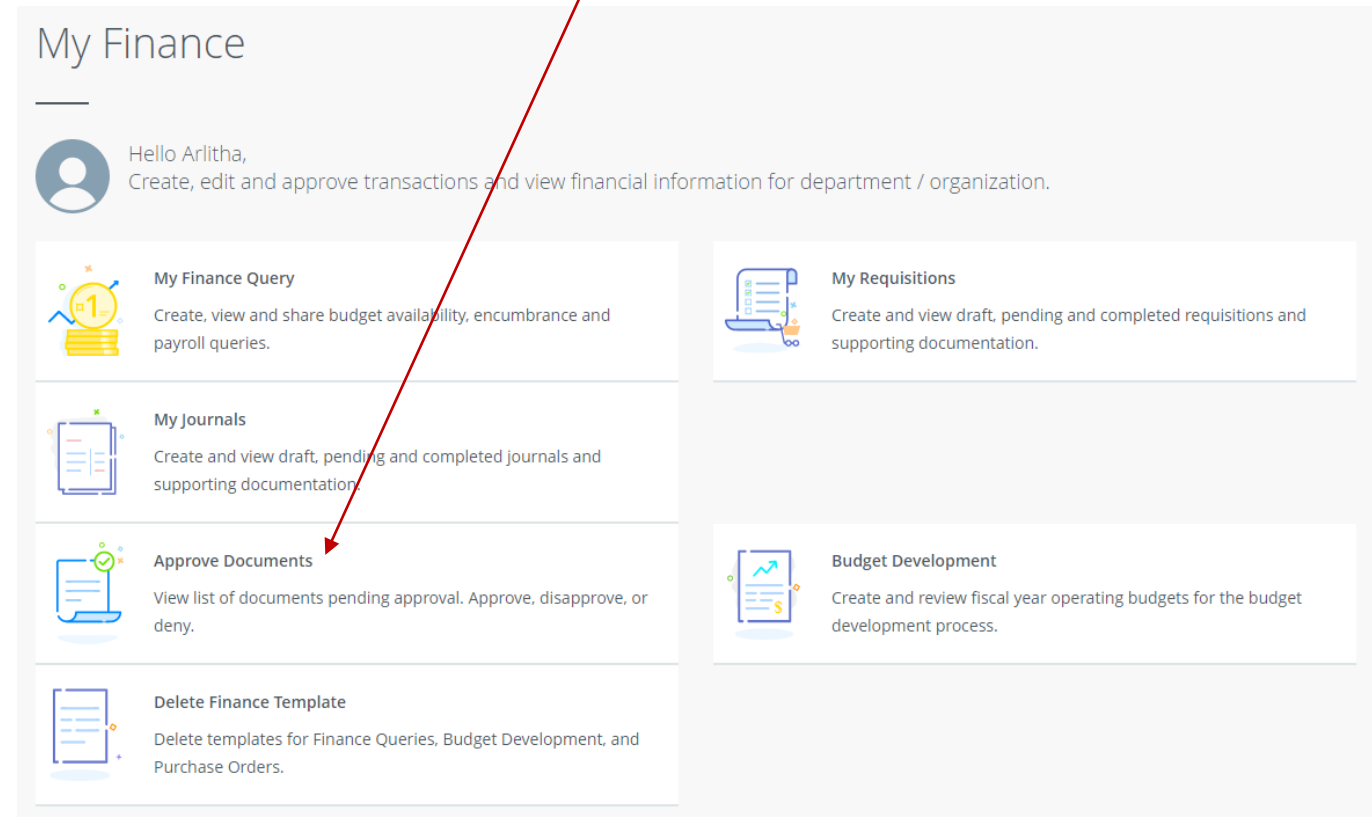 My Finance
Hello Arlitha,
Create, edit and approve transactions and view financial information for department / organization.
My Finance Query
Create, view and share budget availability, encumbrance and
payroll queries.
My Requisitions
Create and view draft, pending and completed requisitions and
supporting documentation.
My Journals
Create and view draft, pending and completed journals and
supporting documentation.
Approve Documents
View list of documents pending approval. Approve, disapprove, or
deny.
Budget Development
Create and review fiscal year operating budgets for the budget
development process.
Delete Finance Template
Delete templates for Finance Queries, Budget Development, and
Purchase Orders.